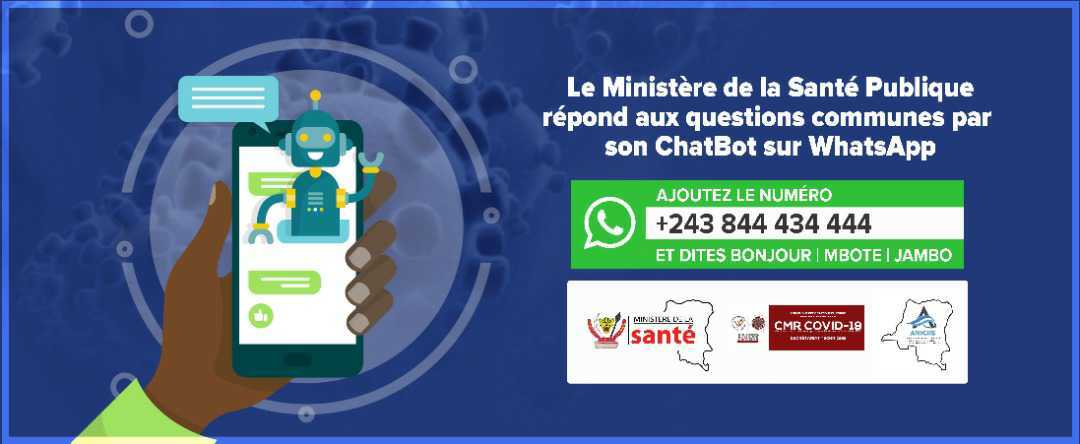 Le Ministère de la Santé Publique
répond aux questions communes par
son ChatBot sur WhatsApp
AJOUTEZ LE NUMÉRO
+243 844 434 444
ET DITES BONJOUR | MBOTE | JAMBO
MINISTÈRE DE LA
santé
CMR COVID-19